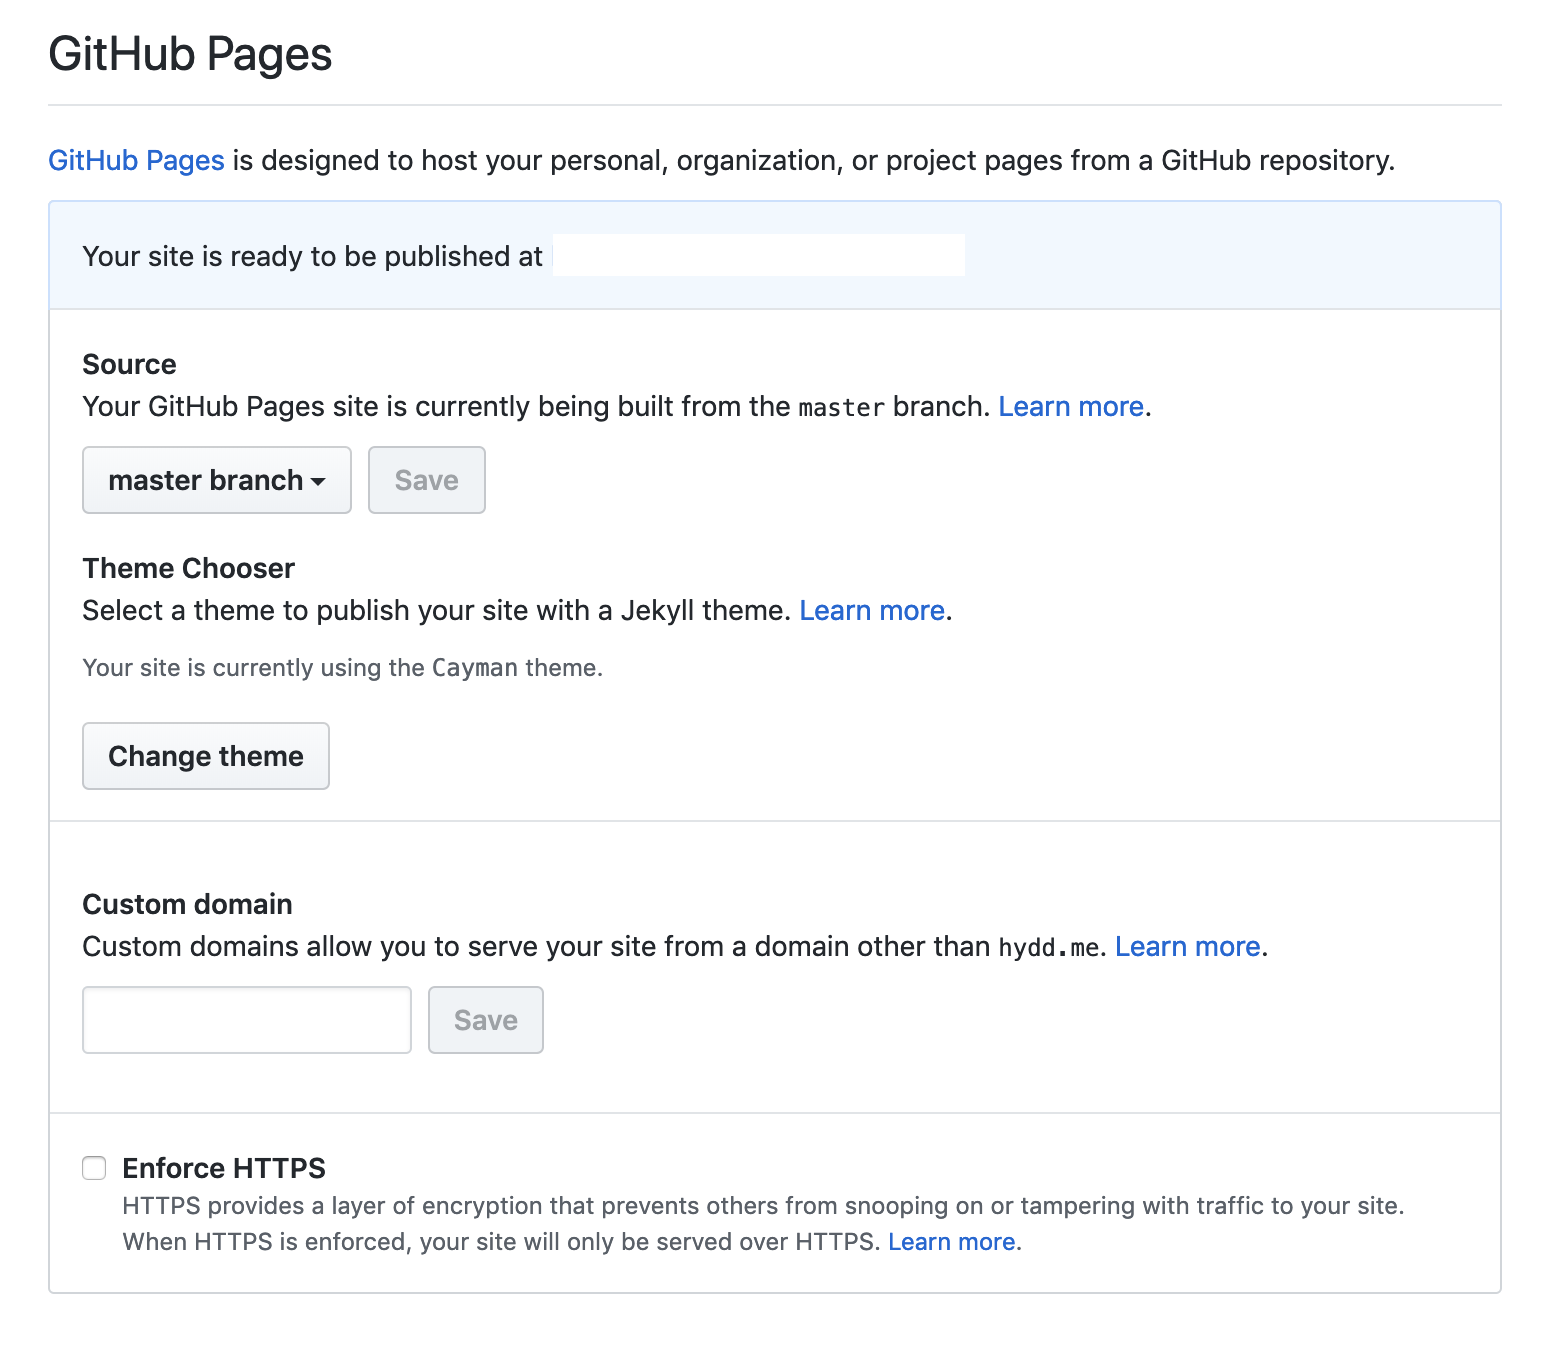 GitHub Pages
GitHub Pages is designed to host your personal, organization, or project pages from a GitHub repository.
Your site is ready to be published at
Source
Your GitHub Pages site is currently being built from the master branch. Learn more.
master branch Save
Theme Chooser
Select a theme to publish your site with a Jekyll theme. Learn more.
Your site is currently using the Cayman theme.
Change theme
Custom domain
Custom domains allow you to serve your site from a domain other than hydd.me. Learn more.
Save
Enforce HTTPS
HTTPS provides a layer of encryption that prevents others from snooping on or tampering with traffic to your site.
When HTTPS is enforced, your site will only be served over HTTPS. Learn more.